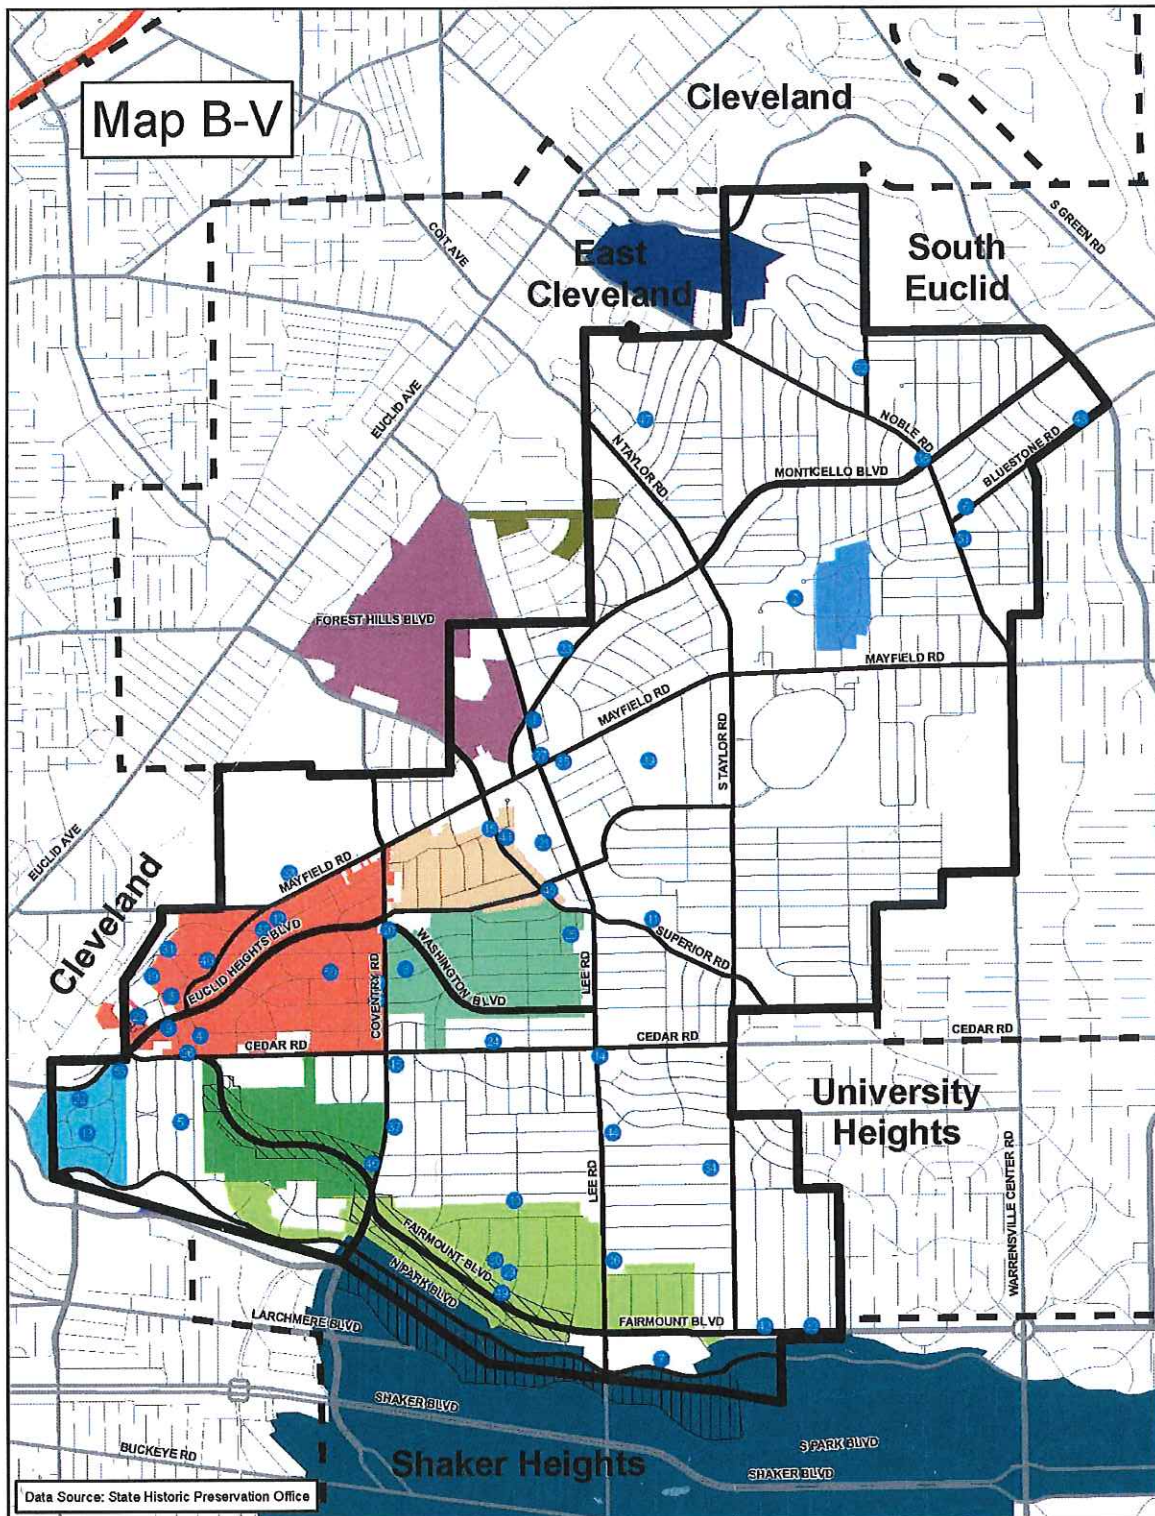 Map B-V
Cleveland
S GREEN RD
COIT AVE
East
Cleveland
South
Euclid
EUCLID AVE
N TAYLOR RD
NOBLE RD
MONTICELLO BLVD
BLUESTONE RD
FOREST HILLS BLVD
MAYFIELD RD
MAYFIELD RD
S TAYLOR RD
EUCLID AVE
MAYFIELD RD
Cleveland
EUCLID HEIGHTS BLVD
COVENTRY RD
WASHINGTON BLVD
LEE RD
SUPERIOR RD
CEDAR RD
CEDAR RD
CEDAR RD
University
Heights
LEE RD
WARRENSVILLE CENTER RD
FAIRMOUNT BLVD
N PARK BLVD
LARCHMERE BLVD
FAIRMOUNT BLVD
SHAKER BLVD
S PARK BLVD
BUCKEYE RD
Shaker Heights
SHAKER BLVD
Data Source: State Historic Preservation Office